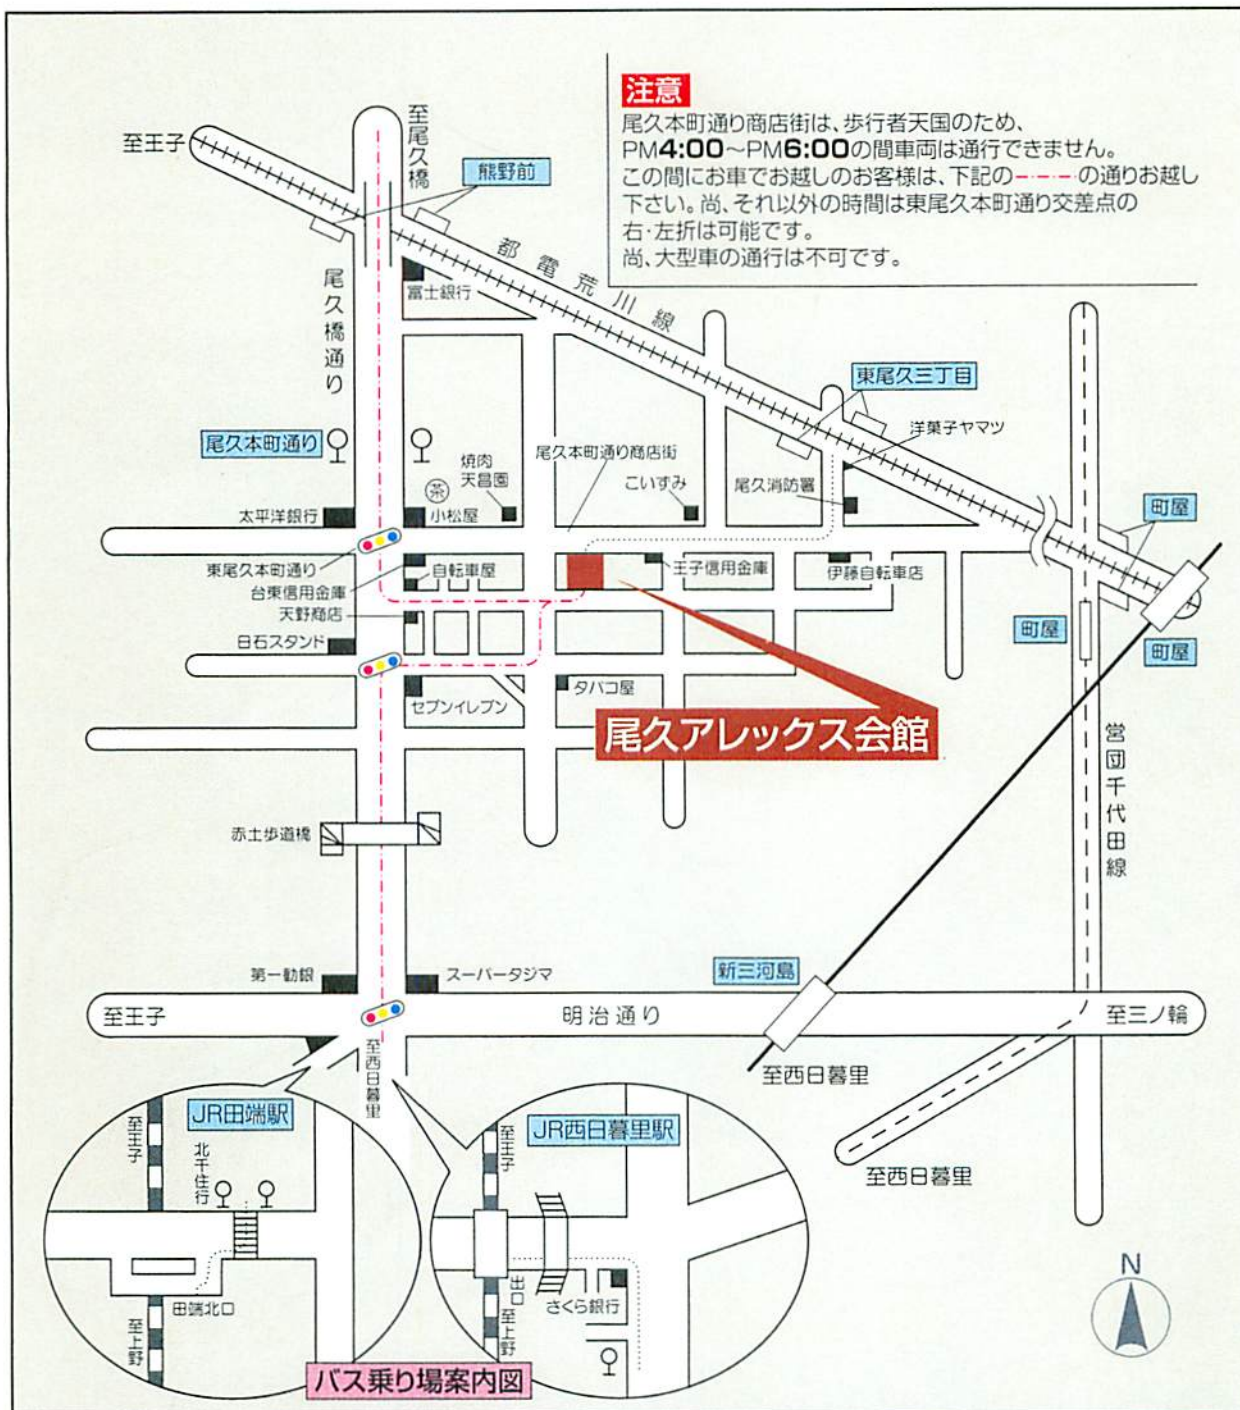 注意
尾久本町通り商店街は、歩行者天国のため、
PM4:00〜PM6:00の間車両は通行できません。
この間にお車でお越しのお客様は、下記の の通りお越し
下さい。尚、それ以外の時間は東尾久本町通り交差点の
右・左折は可能です。
尚、大型車の通行は不可です。
至王子
至尾久橋
熊野前
都電荒川線
富士銀行
尾久橋通り
東尾久三丁目
洋菓子ヤマツ
尾久本町通り
焼肉
天昌園
尾久本町通り商店街
こいずみ
尾久消防署
茶
太平洋銀行
小松屋
町屋
東尾久本町通り
自転車屋
王子信用金庫
伊藤自転車店
台東信用金庫
天野商店
日石スタンド
町屋
町屋
セブンイレブン
タバコ屋
尾久アレックス会館
営団千代田線
赤土歩道橋
第一勧銀
スーパータジマ
新三河島
至王子
明治通り
至三ノ輪
至西日暮里
至西日暮里
至西日暮里
JR田端駅
至王子
北千住行
田端北口
至上野
JR西日暮里駅
至王子
出口
さくら銀行
至上野
バス乗り場案内図
N